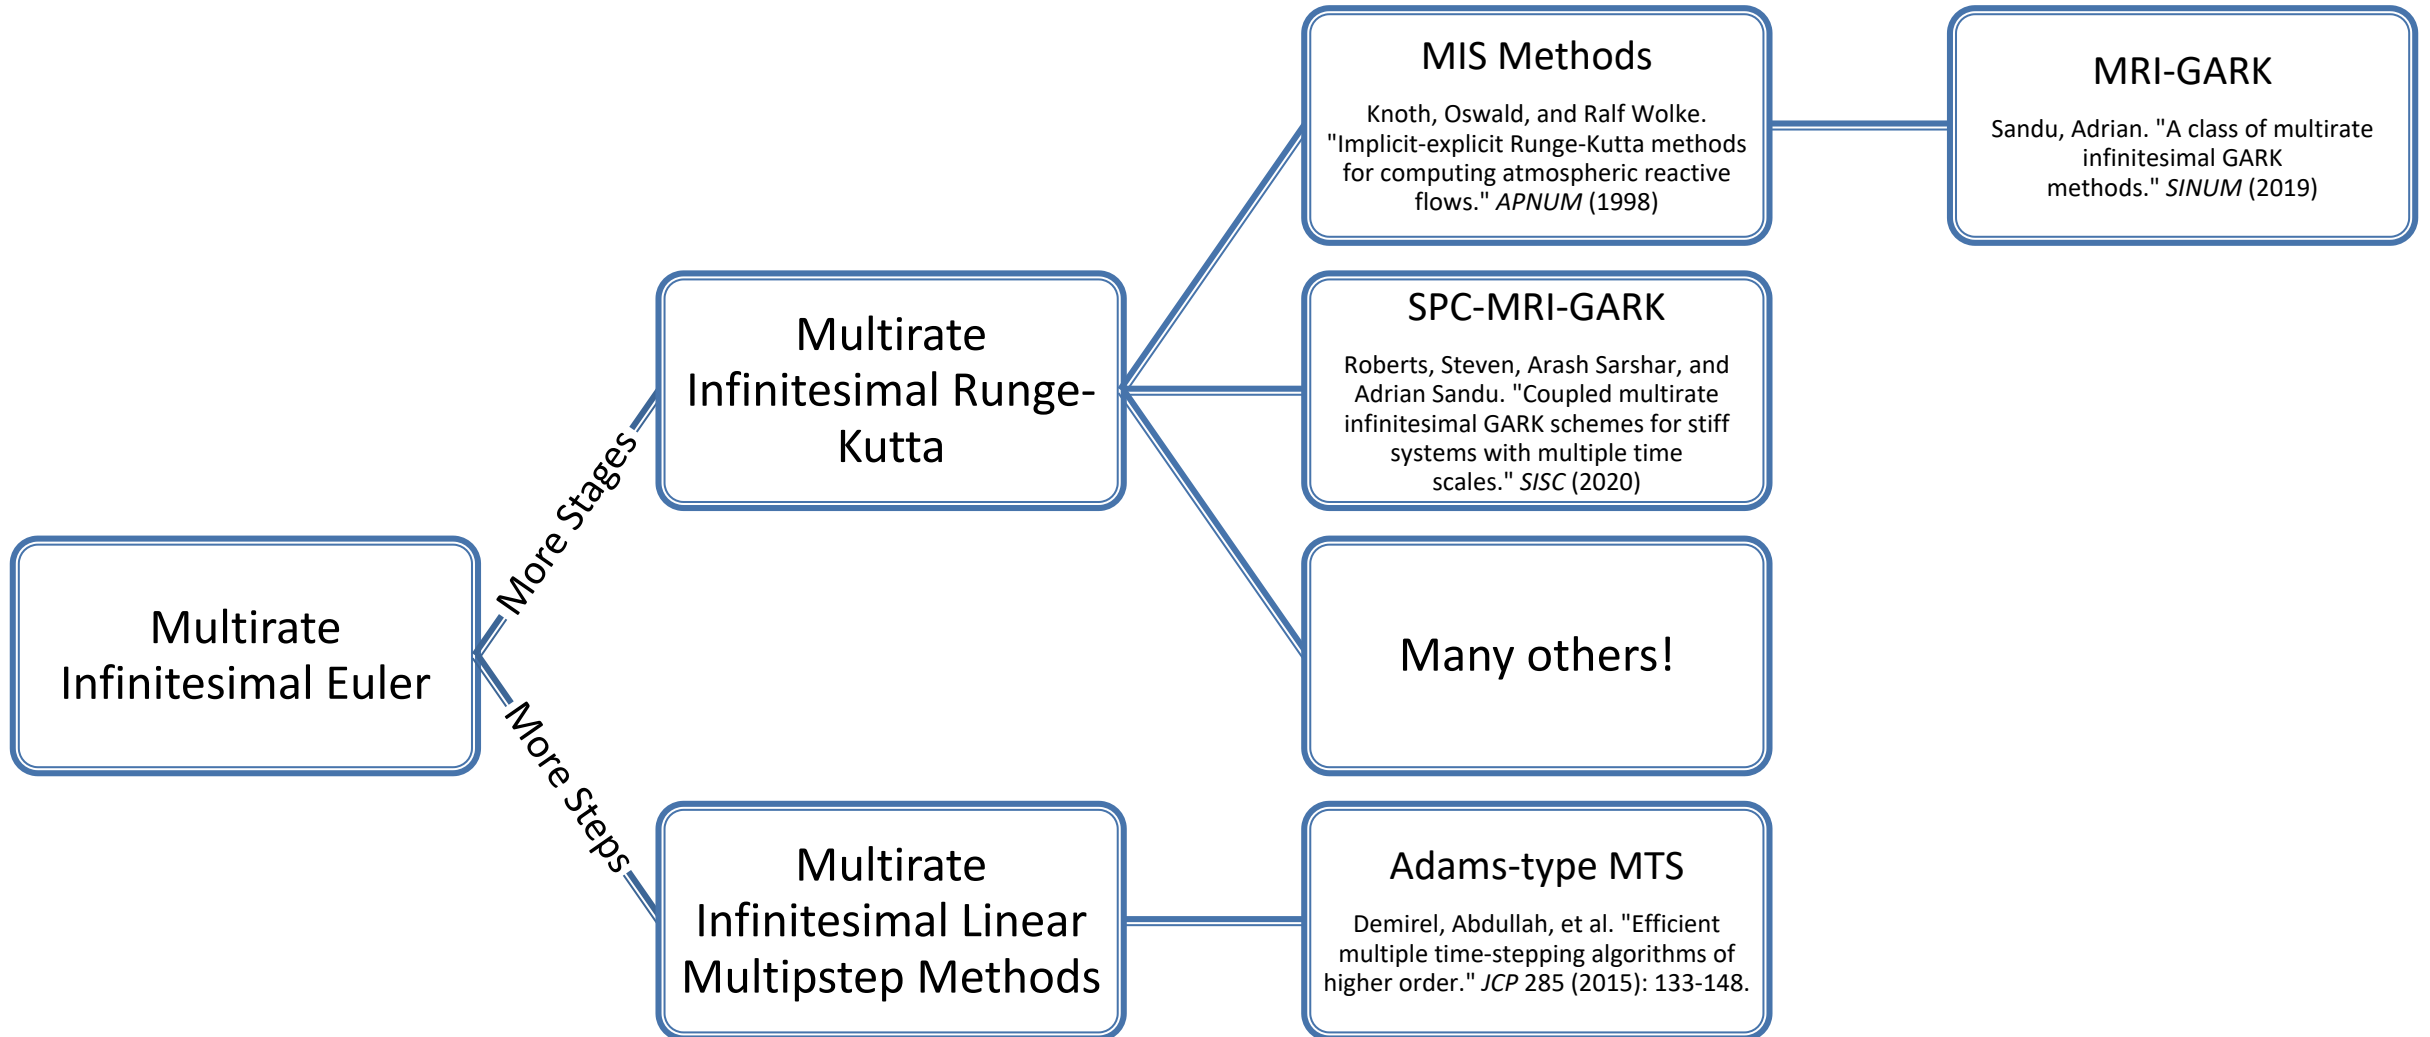 Multirate
Infinitesimal Euler
More Stages
More Steps
Multirate
Infinitesimal Runge-
Kutta
Multirate
Infinitesimal Linear
Multipstep Methods
MIS Methods
Knoth, Oswald, and Ralf Wolke.
"Implicit-explicit Runge-Kutta methods
for computing atmospheric reactive
flows." APNUM (1998)
MRI-GARK
Sandu, Adrian. "A class of multirate
infinitesimal GARK
methods." SINUM (2019)
SPC-MRI-GARK
Roberts, Steven, Arash Sarshar, and
Adrian Sandu. "Coupled multirate
infinitesimal GARK schemes for stiff
systems with multiple time
scales." SISC (2020)
Many others!
Adams-type MTS
Demirel, Abdullah, et al. "Efficient
multiple time-stepping algorithms of
higher order." JCP 285 (2015): 133-148.